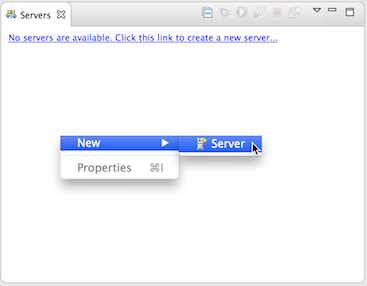 Servers
No servers are available. Click this link to create a new server...
New
Server
Properties ⌘I